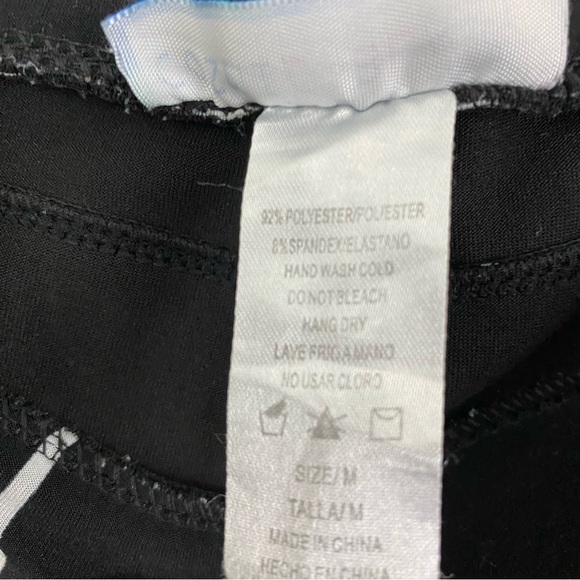 92% POLYESTER/POLIESTER
8% SPANDEX/ELASTANO
HAND WASH COLD
DO NOT BLEACH
HANG DRY
LAVE FRIG A MANO
NO USAR CLORO
SIZE/M
TALLA/M
MADE IN CHINA
HECHO EN CHINA